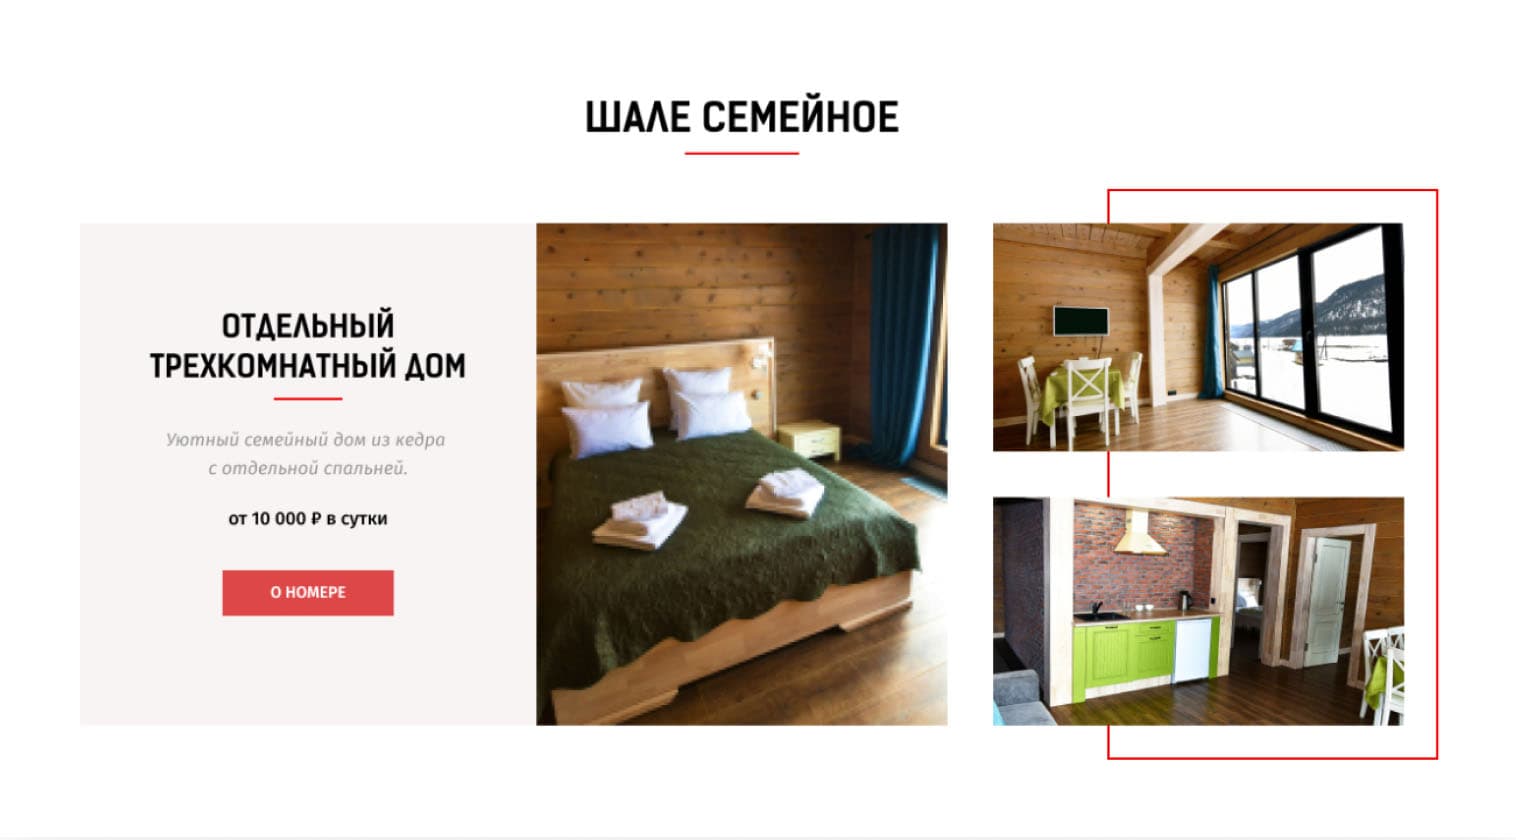 ШАЛЕ СЕМЕЙНОЕ
ОТДЕЛЬНЫЙ
ТРЕХКОМНАТНЫЙ ДОМ
Уютный семейный дом из кедра
с отдельной спальней.
от 10 000 ₽ в сутки
О НОМЕРЕ